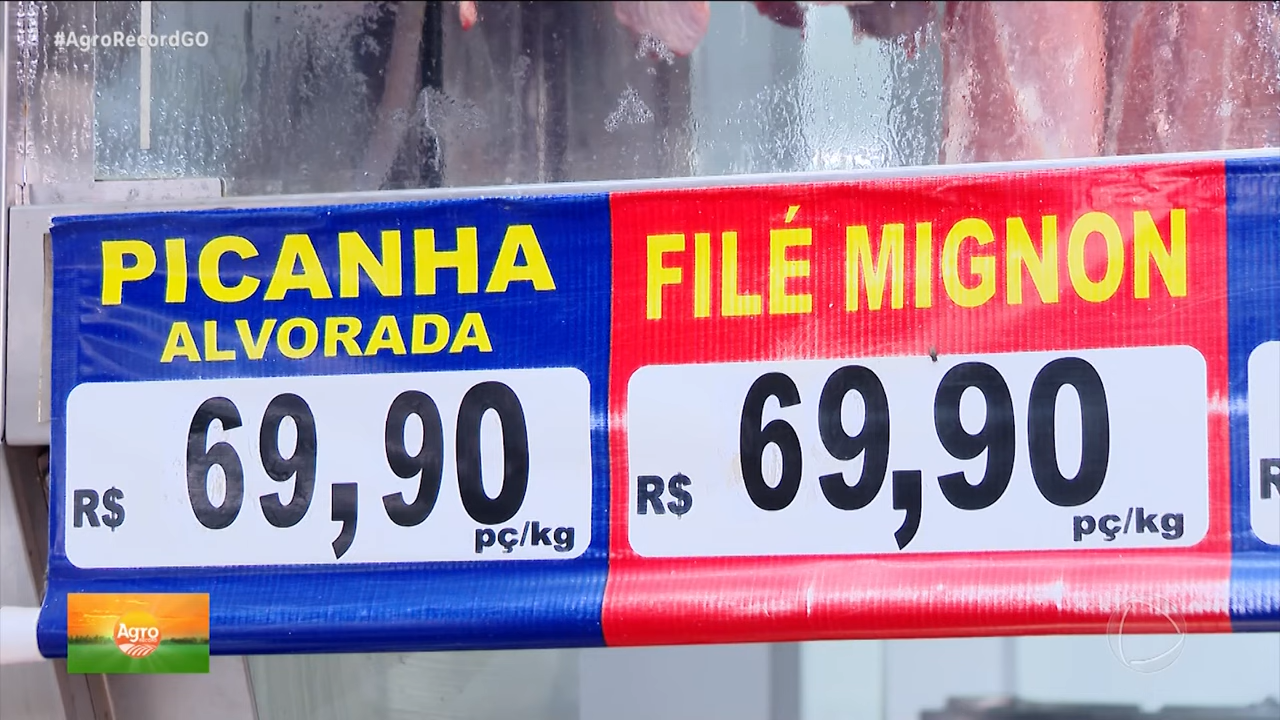 #AgroRecordGO
PICANHA
ALVORADA
R$ 69,90
pç/kg
FILÉ MIGNON
R$ 69,90
pç/kg
Agro